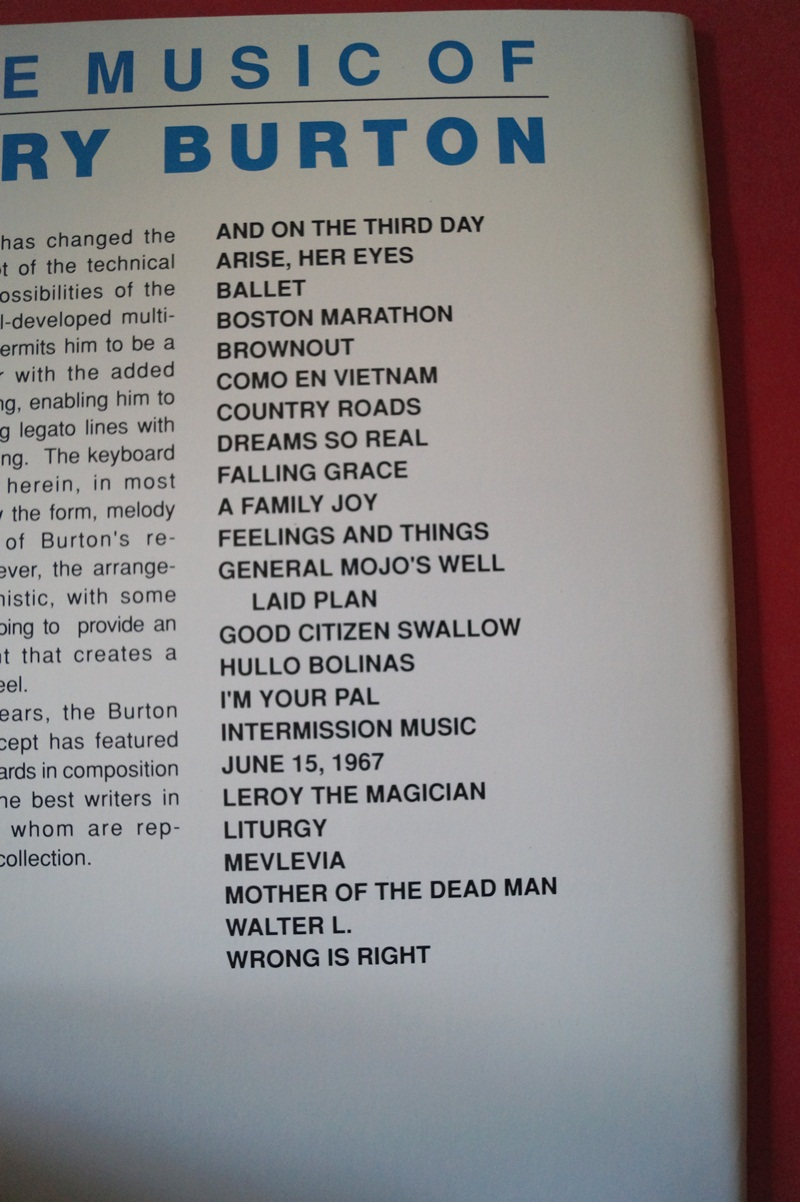 E MUSIC OF
RY BURTON
has changed the
t of the technical
ossibilities of the
l-developed multi-
ermits him to be a
with the added
ng, enabling him to
g legato lines with
ng. The keyboard
herein, in most
y the form, melody
of Burton's re-
ever, the arrange-
nistic, with some
ping to provide an
t that creates a
eel.
ears, the Burton
cept has featured
ards in composition
ne best writers in
whom are rep-
collection.
AND ON THE THIRD DAY
ARISE, HER EYES
BALLET
BOSTON MARATHON
BROWNOUT
COMO EN VIETNAM
COUNTRY ROADS
DREAMS SO REAL
FALLING GRACE
A FAMILY JOY
FEELINGS AND THINGS
GENERAL MOJO'S WELL
LAID PLAN
GOOD CITIZEN SWALLOW
HULLO BOLINAS
I'M YOUR PAL
INTERMISSION MUSIC
JUNE 15, 1967
LEROY THE MAGICIAN
LITURGY
MEVLEVIA
MOTHER OF THE DEAD MAN
WALTER L.
WRONG IS RIGHT